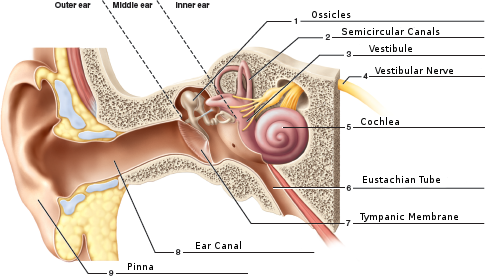 Outer ear Middle ear Inner ear
1 Ossicles
2 Semicircular Canals
3 Vestibule
4 Vestibular Nerve
5 Cochlea
6 Eustachian Tube
7 Tympanic Membrane
8 Ear Canal
9 Pinna